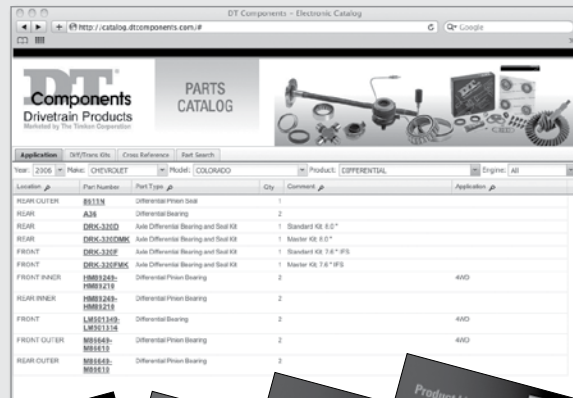 DT Components – Electronic Catalog
http://catalog.dtcomponents.com/#
Google
DT
Components
Drivetrain Products
Marketed by The Timken Corporation
PARTS
CATALOG
Application Diff/Trans Kits Cross Reference Part Search
Year: 2006 Make: CHEVROLET Model: COLORADO Product: DIFFERENTIAL Engine: All
Location Part Number Part Type Qty Comment Application
REAR OUTER 8611N Differential Pinion Seal 1
REAR A36 Differential Bearing 2
REAR DRK-320D Axle Differential Bearing and Seal Kit 1 Standard Kit: 8.0"
REAR DRK-320DMK Axle Differential Bearing and Seal Kit 1 Master Kit: 8.0"
FRONT DRK-320F Axle Differential Bearing and Seal Kit 1 Standard Kit: 7.6" IFS
FRONT DRK-320FMK Axle Differential Bearing and Seal Kit 1 Master Kit: 7.6" IFS
FRONT INNER HM89249- Differential Pinion Bearing 2 4WD
HM89210
REAR INNER HM89249- Differential Pinion Bearing 2
HM89210
FRONT LM501349- Differential Bearing 2 4WD
LM501314
FRONT OUTER M86649- Differential Pinion Bearing 2 4WD
M86610
REAR OUTER M86649- Differential Pinion Bearing 2
M86610
Product